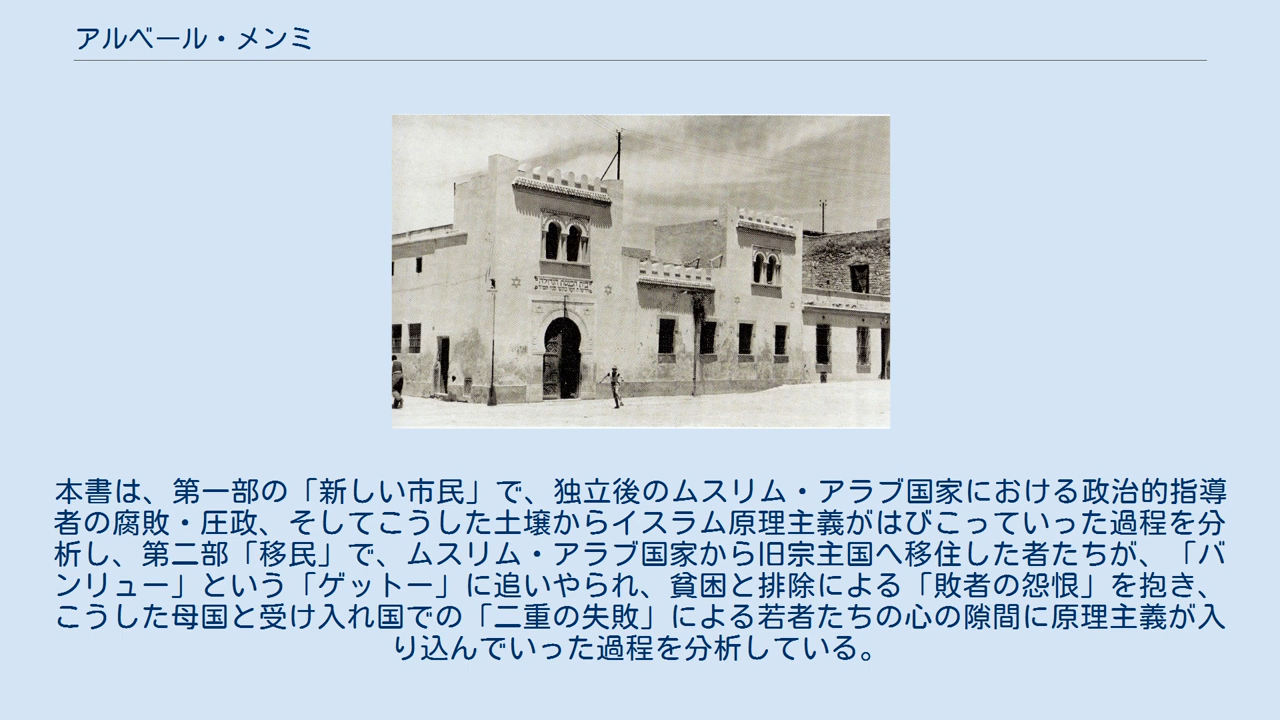 アルベール・メンミ
本書は、第一部の「新しい市民」で、独立後のムスリム・アラブ国家における政治的指導
者の腐敗・圧政、そしてこうした土壌からイスラム原理主義がはびこっていった過程を分
析し、第二部「移民」で、ムスリム・アラブ国家から旧宗主国へ移住した者たちが、「バ
ンリュー」という「ゲットー」に追いやられ、貧困と排除による「敗者の怨恨」を抱き、
こうした母国と受け入れ国での「二重の失敗」による若者たちの心の隙間に原理主義が入
り込んでいった過程を分析している。